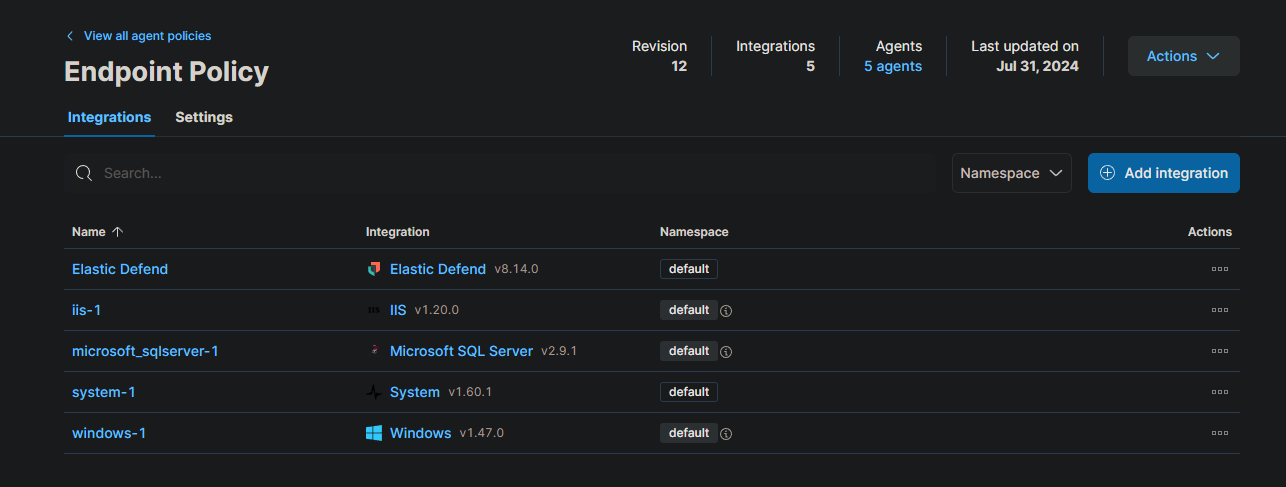 View all agent policies
Endpoint Policy
Revision
12
Integrations
5
Agents
5 agents
Last updated on
Jul 31, 2024
Actions
Integrations Settings
Search...
Namespace
Add integration
Name Integration Namespace Actions
Elastic Defend Elastic Defend v8.14.0 default
iis-1 IIS v1.20.0 default
microsoft_sqlserver-1 Microsoft SQL Server v2.9.1 default
system-1 System v1.60.1 default
windows-1 Windows v1.47.0 default